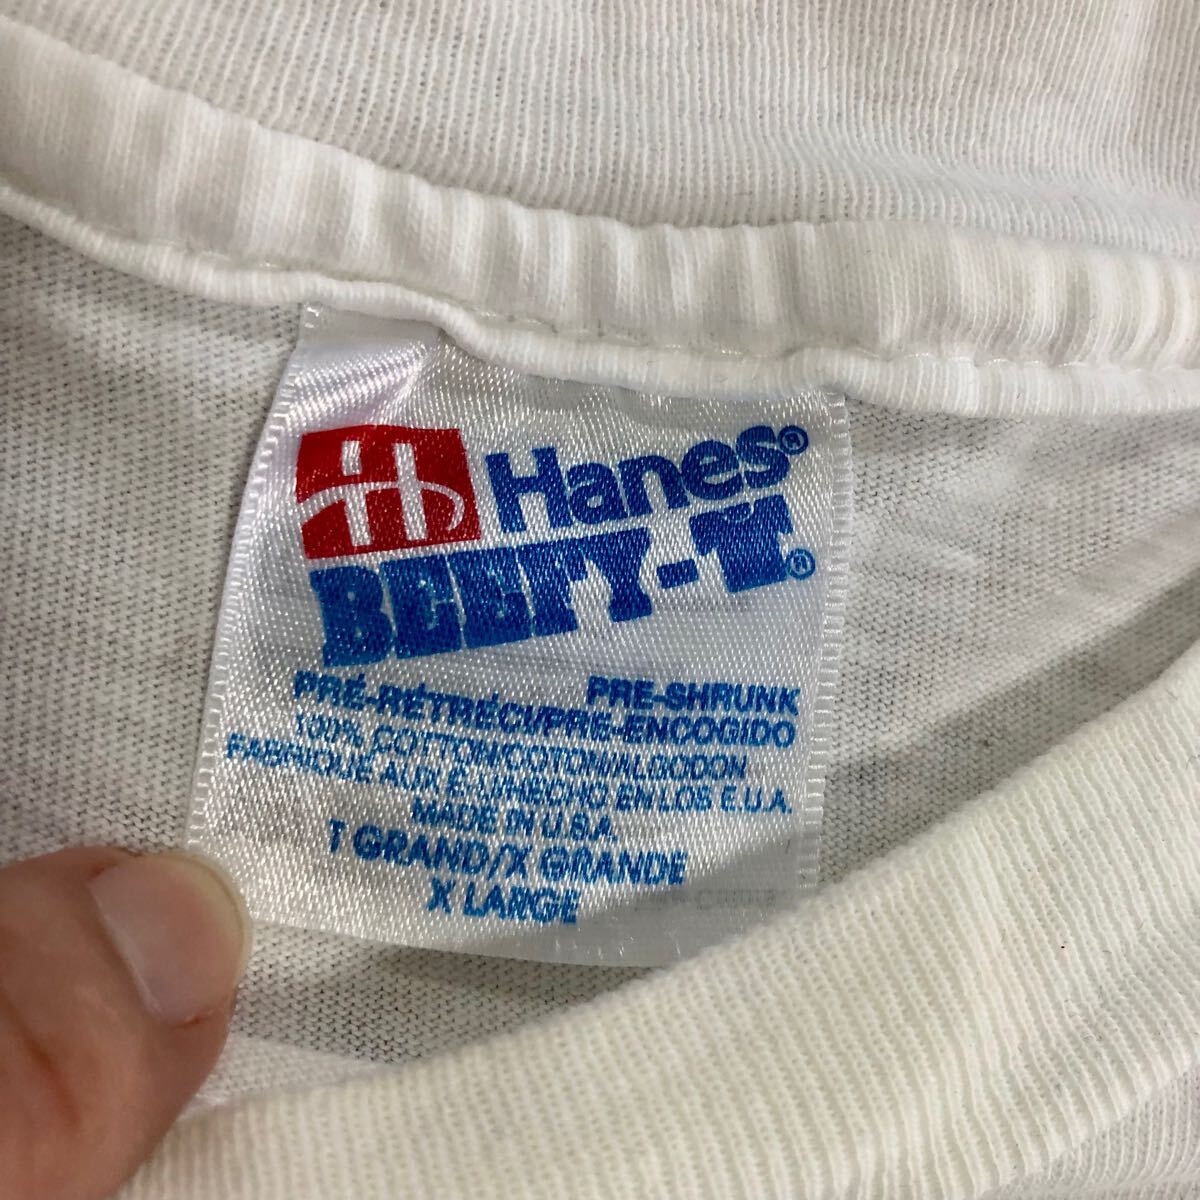 H Hanes®
BEEFY-T®
PRE-SHRUNK
PRÉ-RÉTRÉCI/PRE-ENCOGIDO
100% COTTON/COTON/ALGODON
FABRIQUE AUX É.U/HECHO EN LOS E.U.A.
MADE IN U.S.A.
T GRAND/X GRANDE
X LARGE